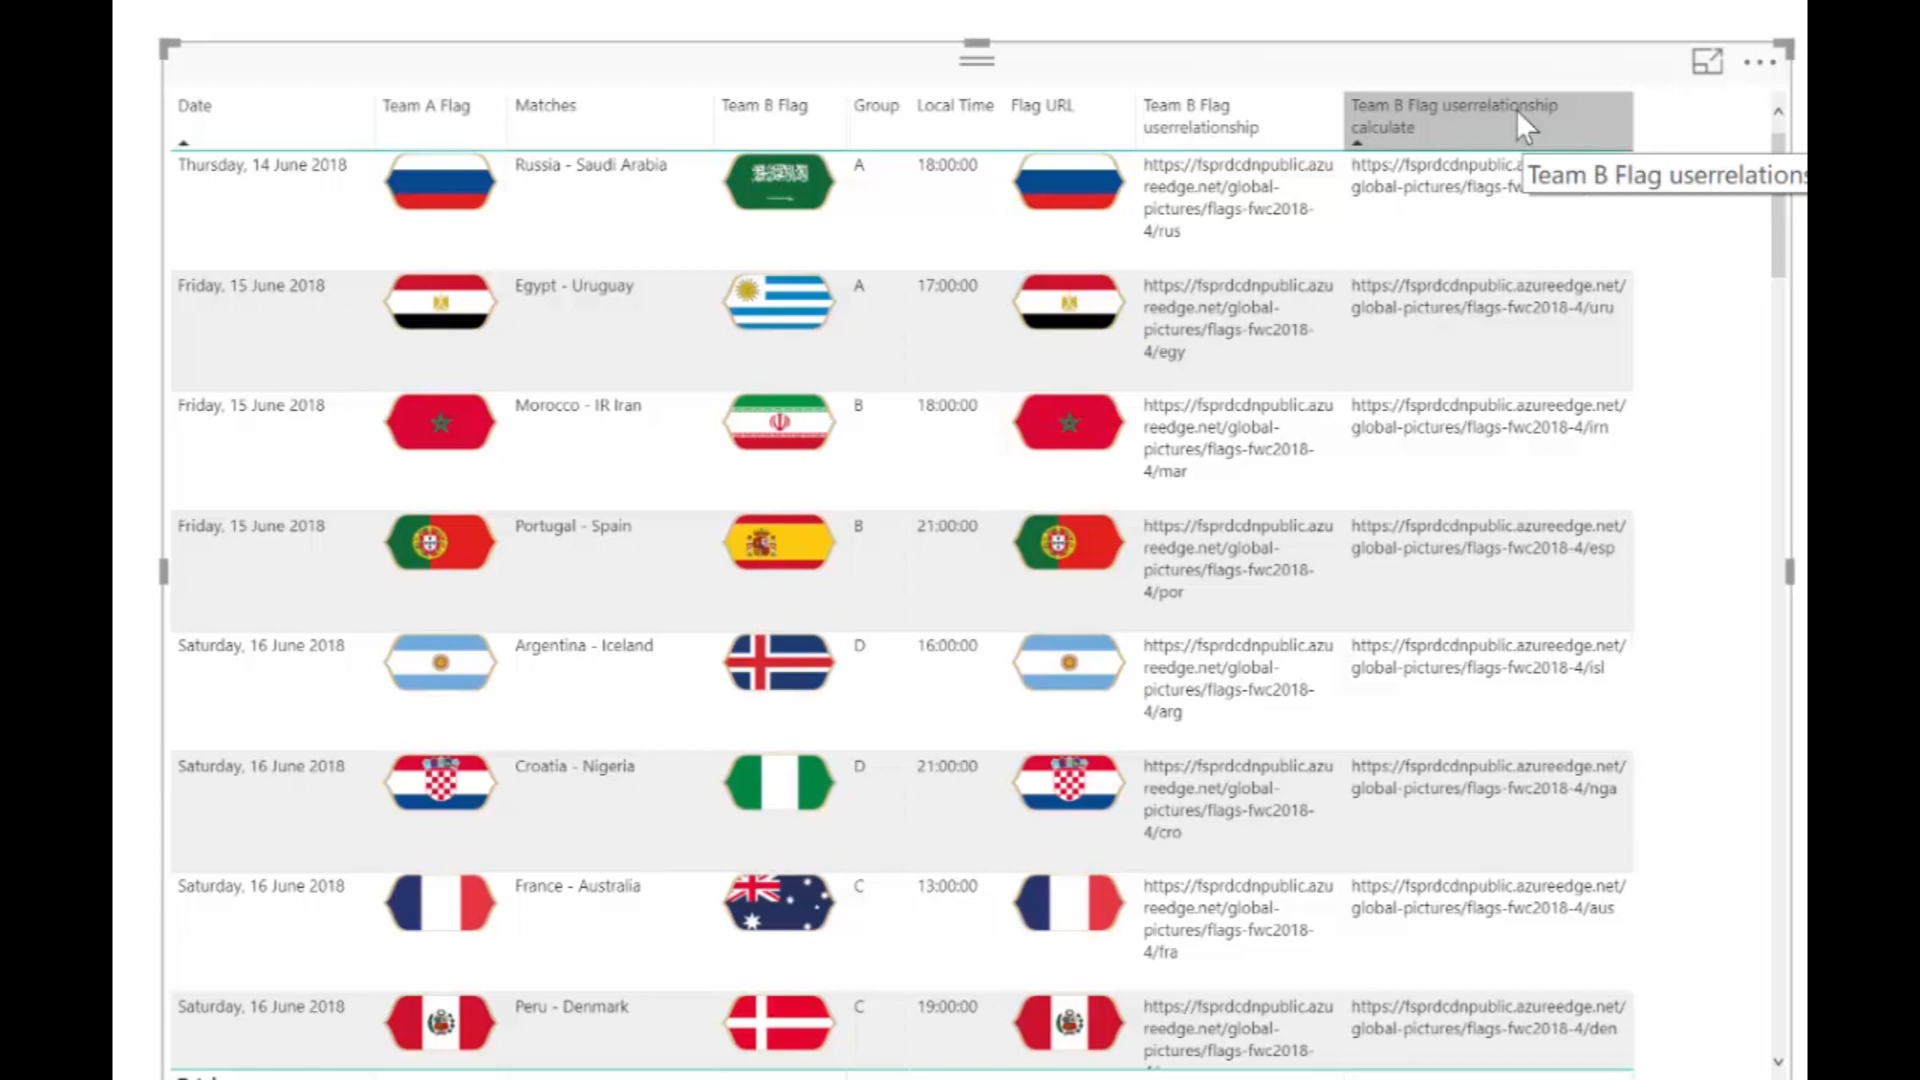 Date Team A Flag Matches Team B Flag Group Local Time Flag URL Team B Flag userrelationship Team B Flag userrelationship calculate
Team B Flag userrelations
Thursday, 14 June 2018 Russia - Saudi Arabia A 18:00:00
https://fsprdcdnpublic.azu
reedge.net/global-
pictures/flags-fwc2018-
4/rus
https://fsprdcdnpublic.a
global-pictures/flags-fw
Friday, 15 June 2018 Egypt - Uruguay A 17:00:00
https://fsprdcdnpublic.azu
reedge.net/global-
pictures/flags-fwc2018-
4/egy
https://fsprdcdnpublic.azureedge.net/
global-pictures/flags-fwc2018-4/uru
Friday, 15 June 2018 Morocco - IR Iran B 18:00:00
https://fsprdcdnpublic.azu
reedge.net/global-
pictures/flags-fwc2018-
4/mar
https://fsprdcdnpublic.azureedge.net/
global-pictures/flags-fwc2018-4/irn
Friday, 15 June 2018 Portugal - Spain B 21:00:00
https://fsprdcdnpublic.azu
reedge.net/global-
pictures/flags-fwc2018-
4/por
https://fsprdcdnpublic.azureedge.net/
global-pictures/flags-fwc2018-4/esp
Saturday, 16 June 2018 Argentina - Iceland D 16:00:00
https://fsprdcdnpublic.azu
reedge.net/global-
pictures/flags-fwc2018-
4/arg
https://fsprdcdnpublic.azureedge.net/
global-pictures/flags-fwc2018-4/isl
Saturday, 16 June 2018 Croatia - Nigeria D 21:00:00
https://fsprdcdnpublic.azu
reedge.net/global-
pictures/flags-fwc2018-
4/cro
https://fsprdcdnpublic.azureedge.net/
global-pictures/flags-fwc2018-4/nga
Saturday, 16 June 2018 France - Australia C 13:00:00
https://fsprdcdnpublic.azu
reedge.net/global-
pictures/flags-fwc2018-
4/fra
https://fsprdcdnpublic.azureedge.net/
global-pictures/flags-fwc2018-4/aus
Saturday, 16 June 2018 Peru - Denmark C 19:00:00
https://fsprdcdnpublic.azu
reedge.net/global-
pictures/flags-fwc2018-
https://fsprdcdnpublic.azureedge.net/
global-pictures/flags-fwc2018-4/den